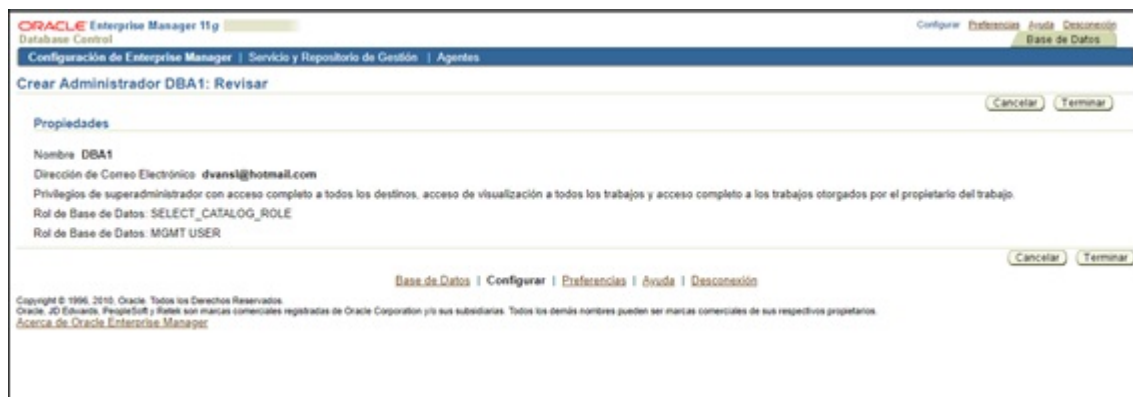 ORACLE Enterprise Manager 11g
Database Control
Configurar Preferencias Ayuda Desconexión
Base de Datos
Configuración de Enterprise Manager | Servicio y Repositorio de Gestión | Agentes
Crear Administrador DBA1: Revisar
Cancelar Terminar
Propiedades
Nombre DBA1
Dirección de Correo Electrónico dvansl@hotmail.com
Privilegios de superadministrador con acceso completo a todos los destinos, acceso de visualización a todos los trabajos y acceso completo a los trabajos otorgados por el propietario del trabajo.
Rol de Base de Datos: SELECT_CATALOG_ROLE
Rol de Base de Datos: MGMT USER
Cancelar Terminar
Base de Datos | Configurar | Preferencias | Ayuda | Desconexión
Copyright © 1996, 2010, Oracle. Todos los Derechos Reservados.
Oracle, JD Edwards, PeopleSoft y Retek son marcas comerciales registradas de Oracle Corporation y/o sus subsidiarias. Todos los demás nombres pueden ser marcas comerciales de sus respectivos propietarios.
Acerca de Oracle Enterprise Manager